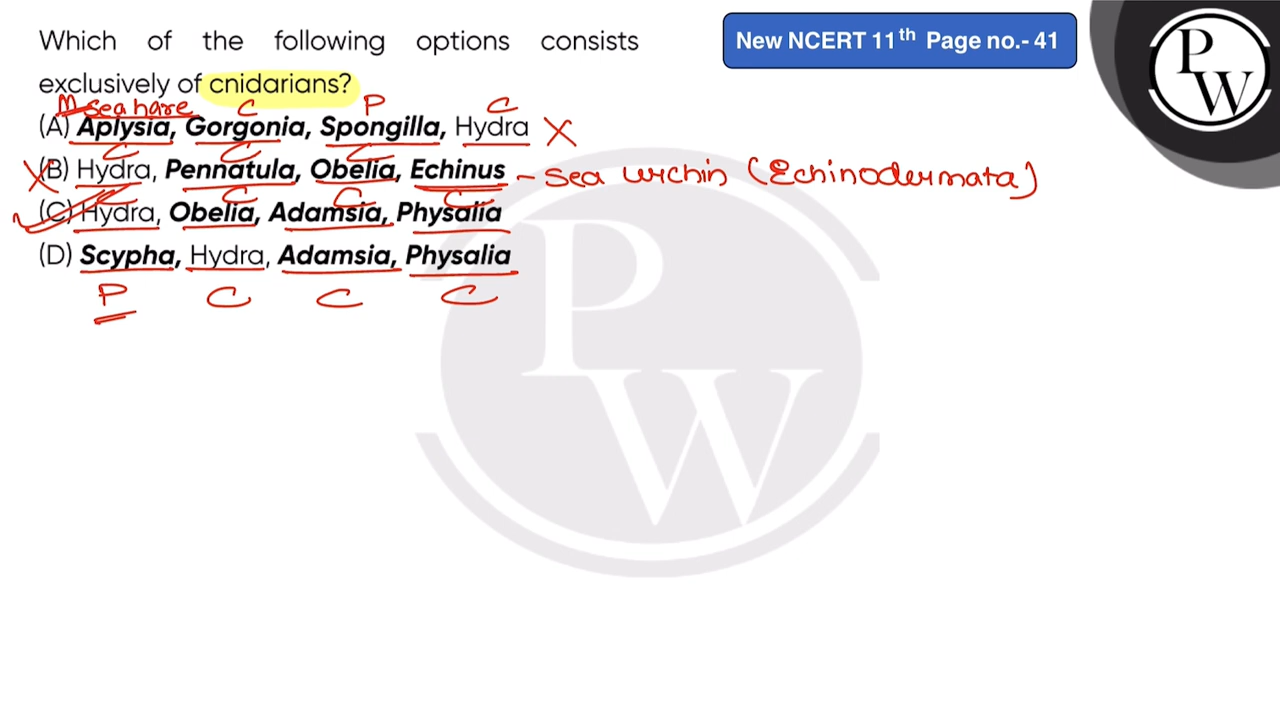 Which of the following options consists
New NCERT 11th Page no.- 41
P
W
exclusively of cnidarians?
M- sea hare C P C
(A) Aplysia, Gorgonia, Spongilla, Hydra X
C C C
X (B) Hydra, Pennatula, Obelia, Echinus - Sea urchin (Echinodermata)
C C C C
(C) Hydra, Obelia, Adamsia, Physalia
(D) Scypha, Hydra, Adamsia, Physalia
P C C C
P
W